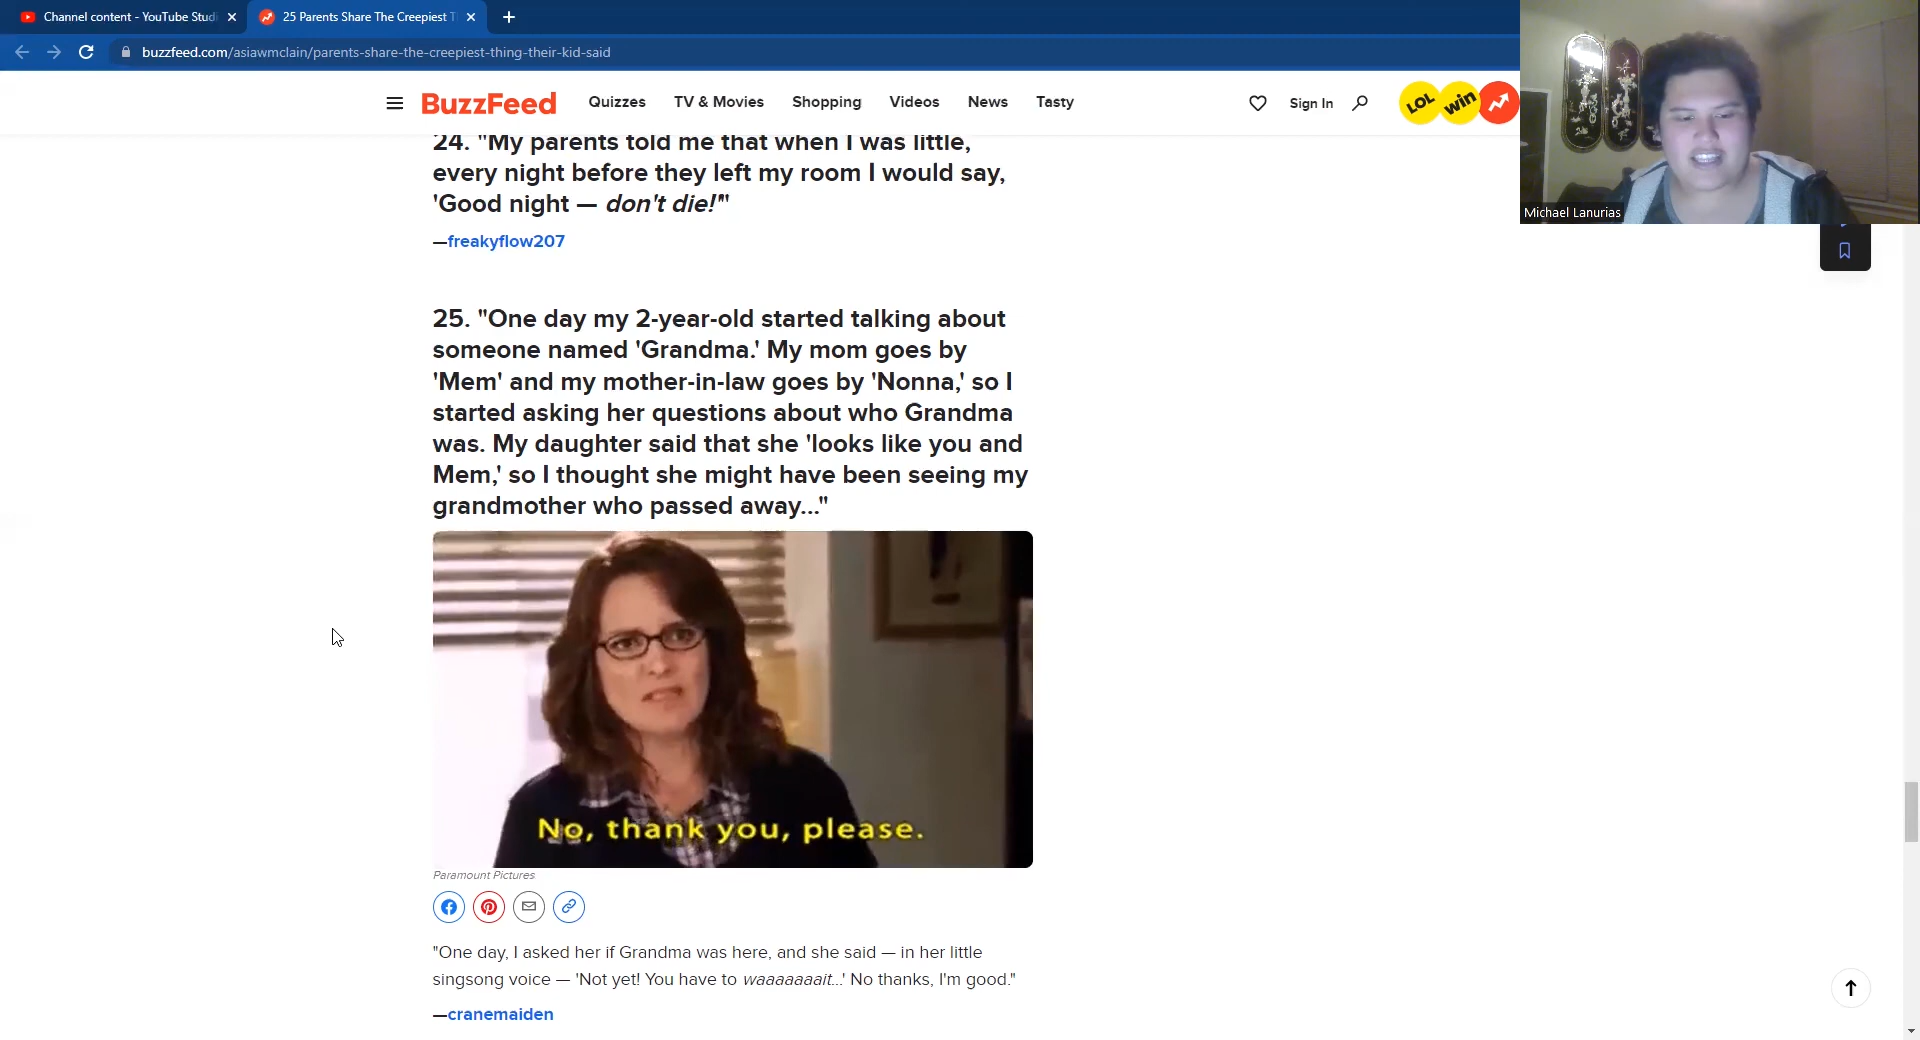 Channel content - YouTube Studi
25 Parents Share The Creepiest T
buzzfeed.com/asiawmclain/parents-share-the-creepiest-thing-their-kid-said
BuzzFeed
Quizzes
TV & Movies
Shopping
Videos
News
Tasty
Sign In
LOL
win
Michael Lanurias
24. "My parents told me that when I was little,
every night before they left my room I would say,
'Good night — don't die!'"
—freakyflow207
25. "One day my 2-year-old started talking about
someone named 'Grandma.' My mom goes by
'Mem' and my mother-in-law goes by 'Nonna,' so I
started asking her questions about who Grandma
was. My daughter said that she 'looks like you and
Mem,' so I thought she might have been seeing my
grandmother who passed away..."
No, thank you, please.
Paramount Pictures
"One day, I asked her if Grandma was here, and she said — in her little
singsong voice — 'Not yet! You have to waaaaaaait...' No thanks, I'm good."
—cranemaiden